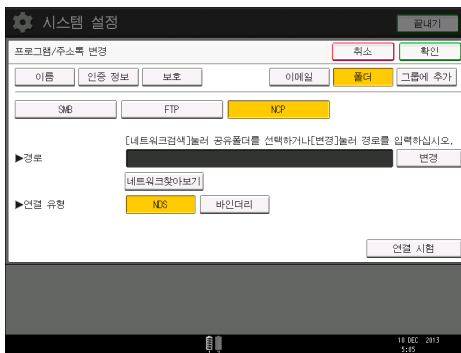 시스템 설정 끝내기
프로그램/주소록 변경 취소 확인
이름 인증 정보 보호 이메일 폴더 그룹에 추가
SMB FTP NCP
[네트워크검색]눌러 공유폴더를 선택하거나[변경]눌러 경로를 입력하십시오.
▶경로 변경
네트워크찾아보기
▶연결 유형 NDS 바인더리
연결 시험
10 DEC 2013
5:05